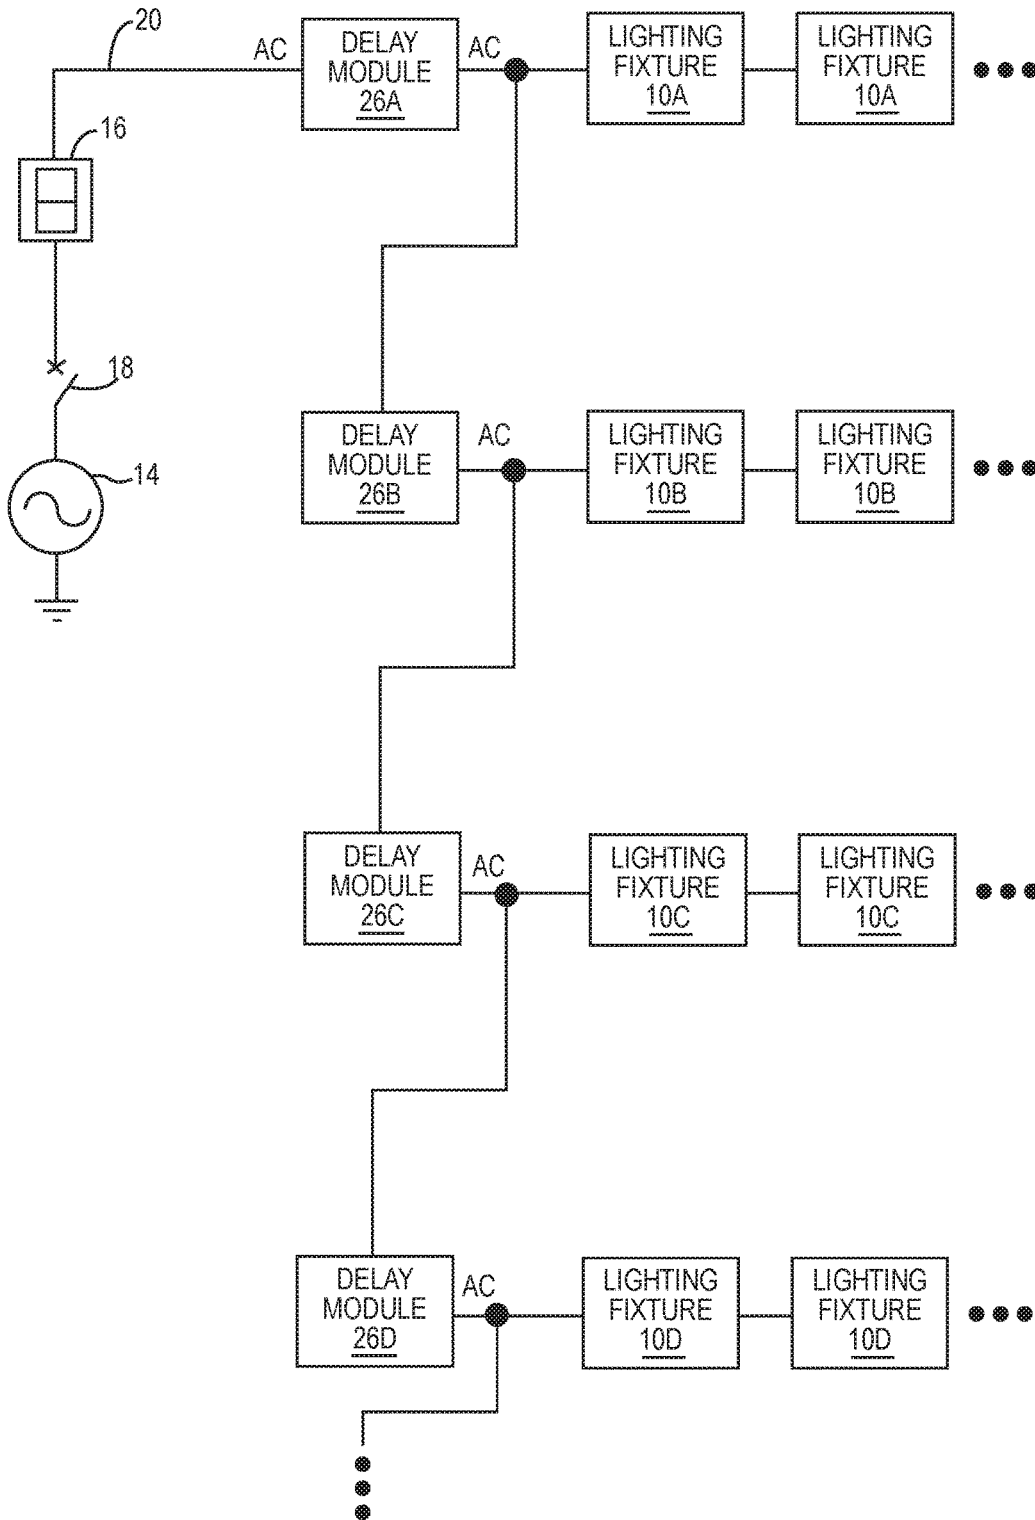 20
AC
DELAY
MODULE
26A
AC
LIGHTING
FIXTURE
10A
LIGHTING
FIXTURE
10A
16
18
14
DELAY
MODULE
26B
AC
LIGHTING
FIXTURE
10B
LIGHTING
FIXTURE
10B
DELAY
MODULE
26C
AC
LIGHTING
FIXTURE
10C
LIGHTING
FIXTURE
10C
DELAY
MODULE
26D
AC
LIGHTING
FIXTURE
10D
LIGHTING
FIXTURE
10D